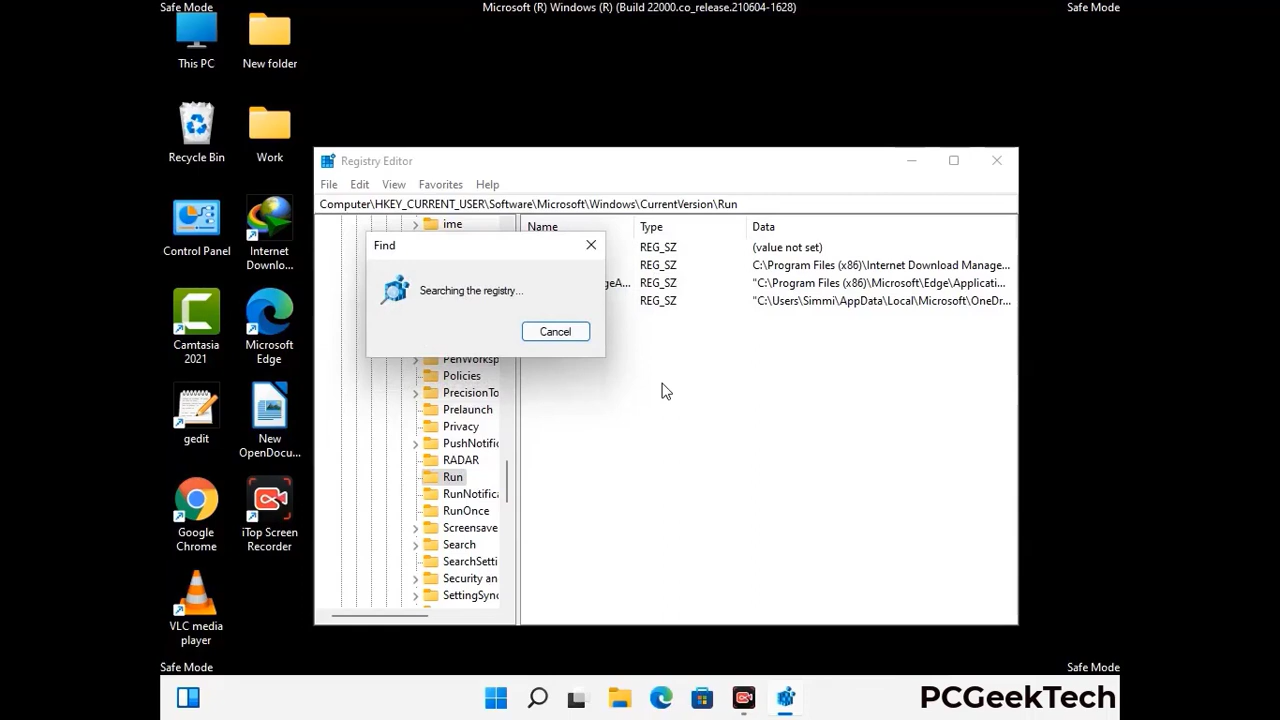 Safe Mode
Microsoft (R) Windows (R) (Build 22000.co_release.210604-1628)
Safe Mode
This PC
New folder
Recycle Bin
Work
Control Panel
Internet
Downlo...
Camtasia
2021
Microsoft
Edge
gedit
New
OpenDocu...
Google
Chrome
iTop Screen
Recorder
VLC media
player
Registry Editor
File Edit View Favorites Help
Computer\HKEY_CURRENT_USER\Software\Microsoft\Windows\CurrentVersion\Run
ime
Policies
PrecisionTo
Prelaunch
Privacy
PushNotific
RADAR
Run
RunNotifica
RunOnce
Screensave
Search
SearchSetti
Security an
SettingSync
Name Type Data
REG_SZ (value not set)
REG_SZ C:\Program Files (x86)\Internet Download Manage...
geA... REG_SZ "C:\Program Files (x86)\Microsoft\Edge\Applicati...
REG_SZ "C:\Users\Simmi\AppData\Local\Microsoft\OneDr...
Find
Searching the registry...
Cancel
Safe Mode
Safe Mode
PCGeekTech